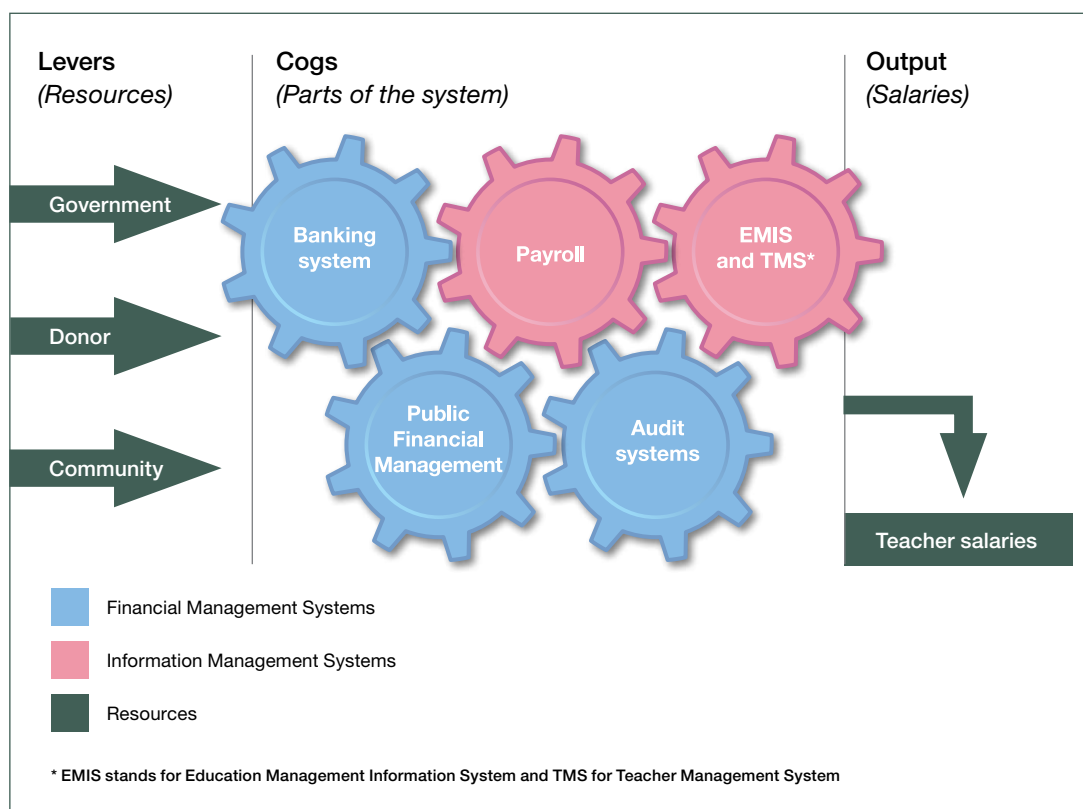 Levers
(Resources)
Cogs
(Parts of the system)
Output
(Salaries)
Government
Donor
Community
Banking
system
Payroll
EMIS
and TMS*
Public
Financial
Management
Audit
systems
Teacher salaries
Financial Management Systems
Information Management Systems
Resources
* EMIS stands for Education Management Information System and TMS for Teacher Management System